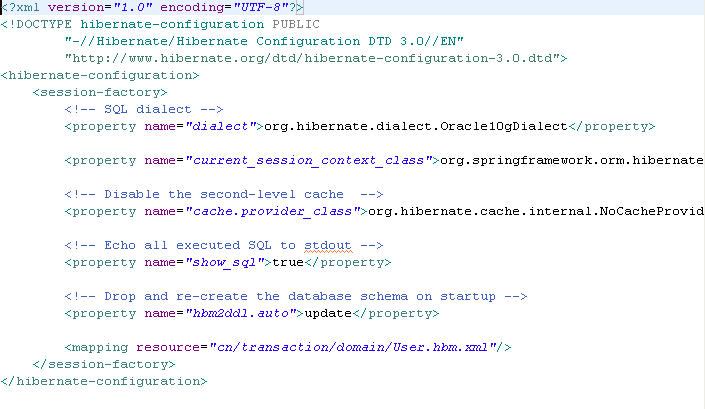 <?xml version="1.0" encoding="UTF-8"?>
<!DOCTYPE hibernate-configuration PUBLIC
"-//Hibernate/Hibernate Configuration DTD 3.0//EN"
"http://www.hibernate.org/dtd/hibernate-configuration-3.0.dtd">
<hibernate-configuration>
<session-factory>
<!-- SQL dialect -->
<property name="dialect">org.hibernate.dialect.Oracle10gDialect</property>
<property name="current_session_context_class">org.springframework.orm.hibernate
<!-- Disable the second-level cache  -->
<property name="cache.provider_class">org.hibernate.cache.internal.NoCacheProvid
<!-- Echo all executed SQL to stdout -->
<property name="show_sql">true</property>
<!-- Drop and re-create the database schema on startup -->
<property name="hbm2ddl.auto">update</property>
<mapping resource="cn/transaction/domain/User.hbm.xml"/>
</session-factory>
</hibernate-configuration>